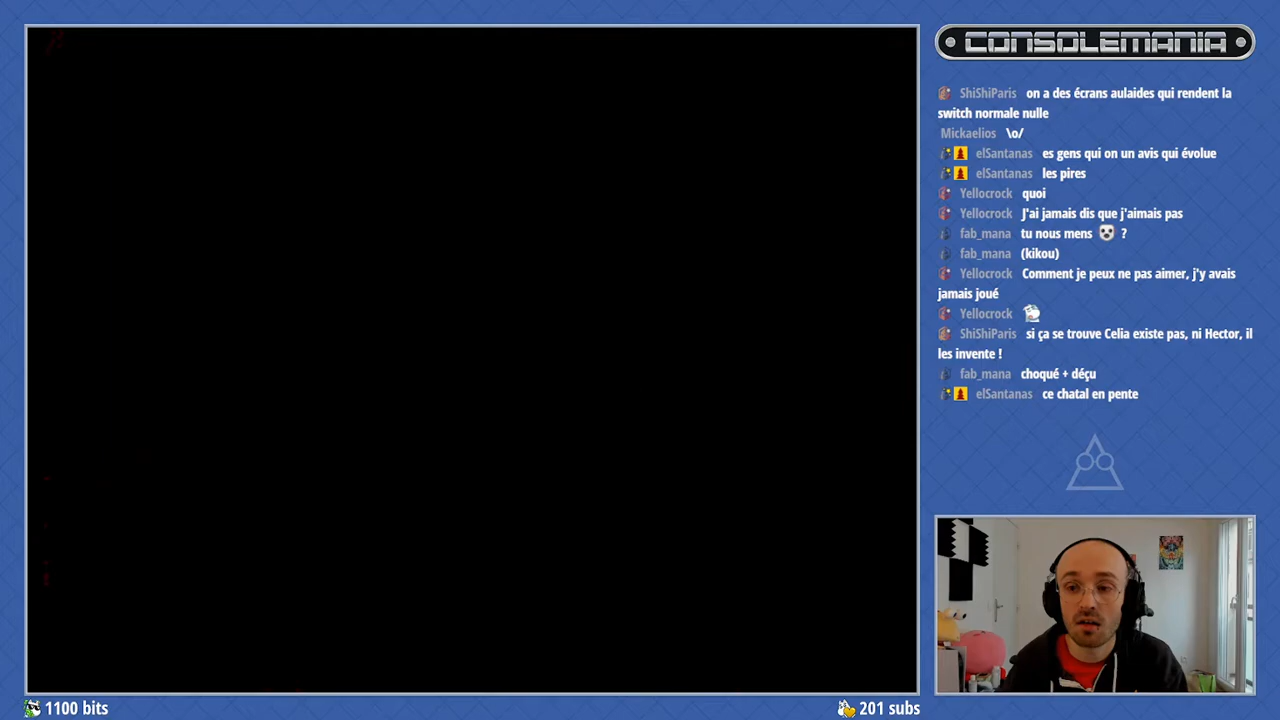 CONSOLEMANIA
ShiShiParis on a des écrans aulaides qui rendent la
switch normale nulle
Mickaelios \o/
elSantanas es gens qui on un avis qui évolue
elSantanas les pires
Yellocrock quoi
Yellocrock J'ai jamais dis que j'aimais pas
fab_mana tu nous mens ?
fab_mana (kikou)
Yellocrock Comment je peux ne pas aimer, j'y avais
jamais joué
Yellocrock
ShiShiParis si ça se trouve Celia existe pas, ni Hector, il
les invente !
fab_mana choqué + déçu
elSantanas ce chatal en pente
1100 bits
201 subs